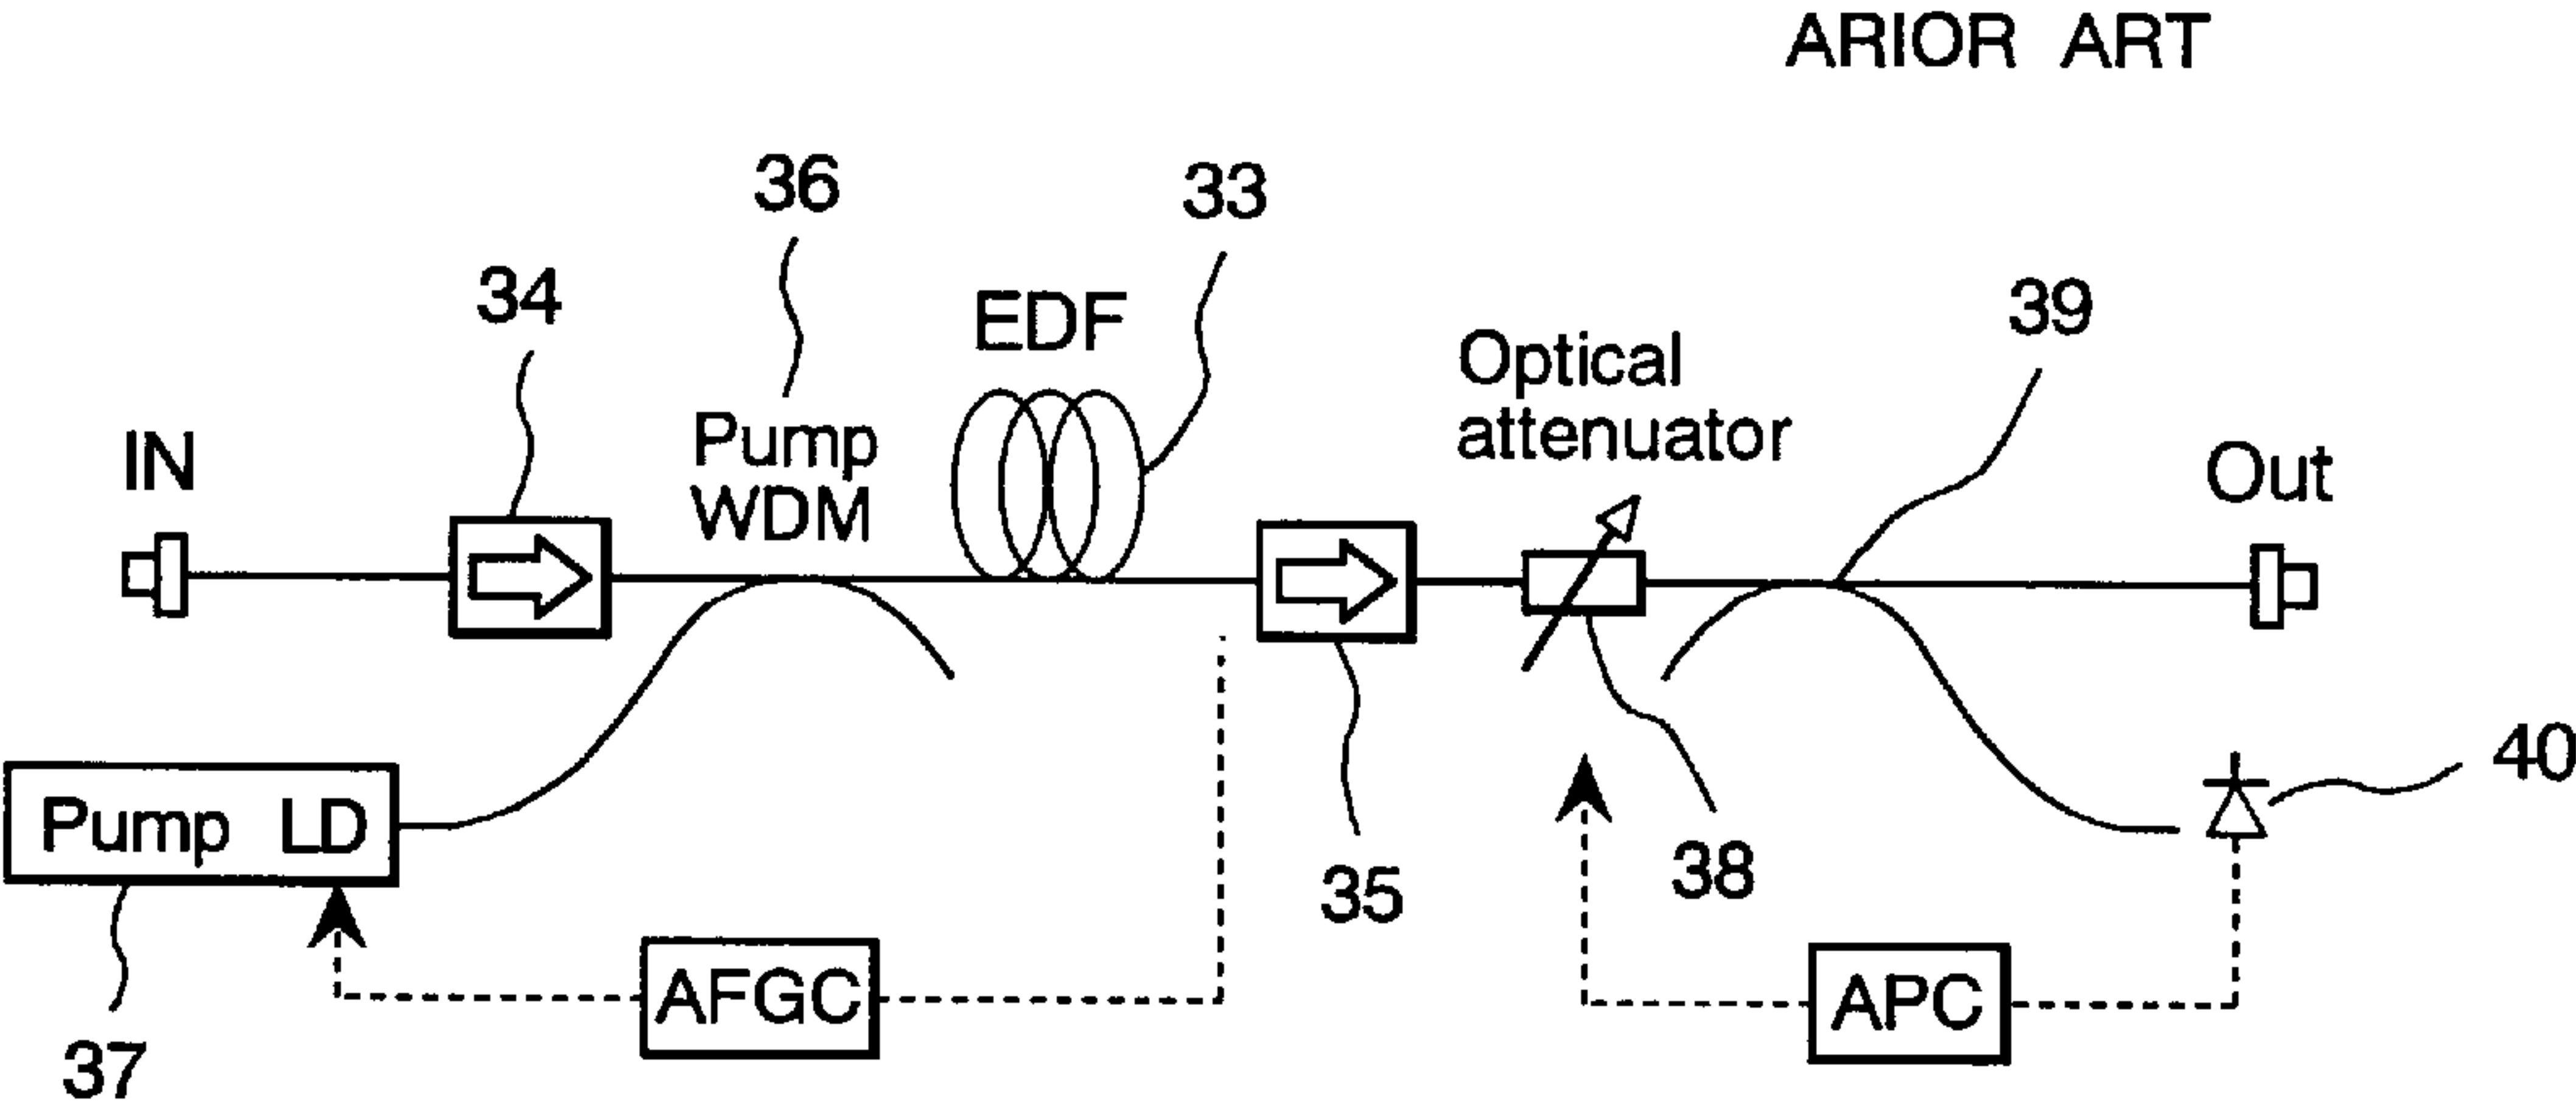 ARIOR ART
36
33
34
EDF
39
Optical
attenuator
Pump
WDM
IN
Out
40
Pump LD
38
35
AFGC
APC
37